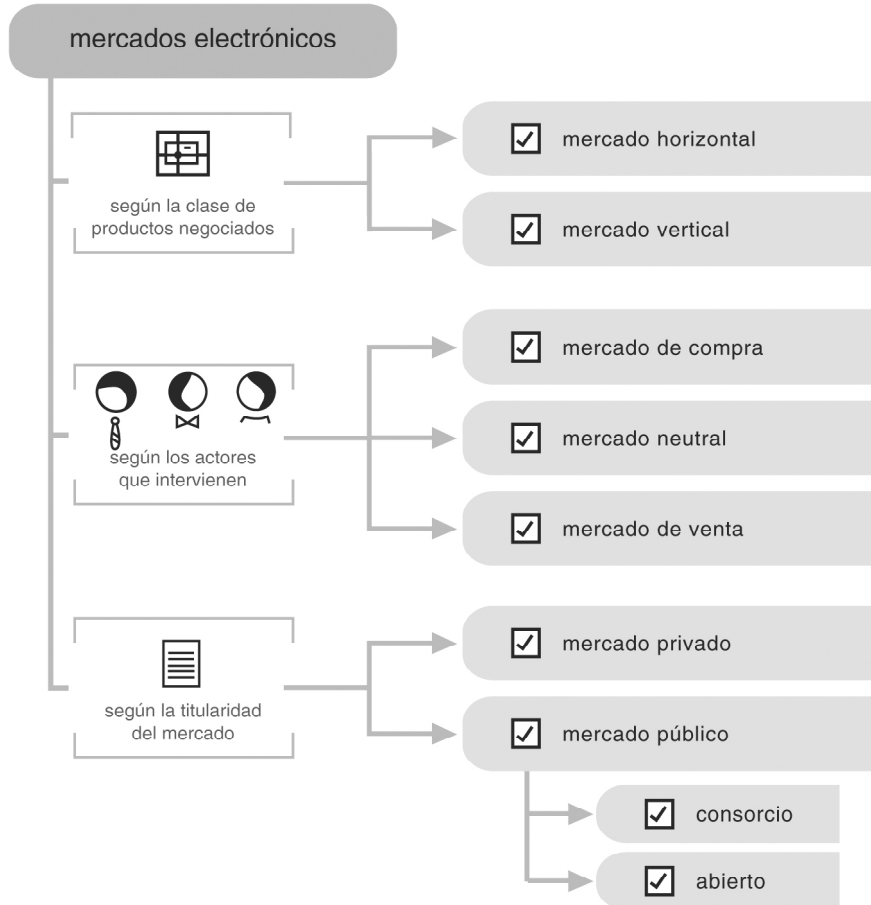 mercados electrónicos
según la clase de
productos negociados
mercado horizontal
mercado vertical
según los actores
que intervienen
mercado de compra
mercado neutral
mercado de venta
según la titularidad
del mercado
mercado privado
mercado público
consorcio
abierto